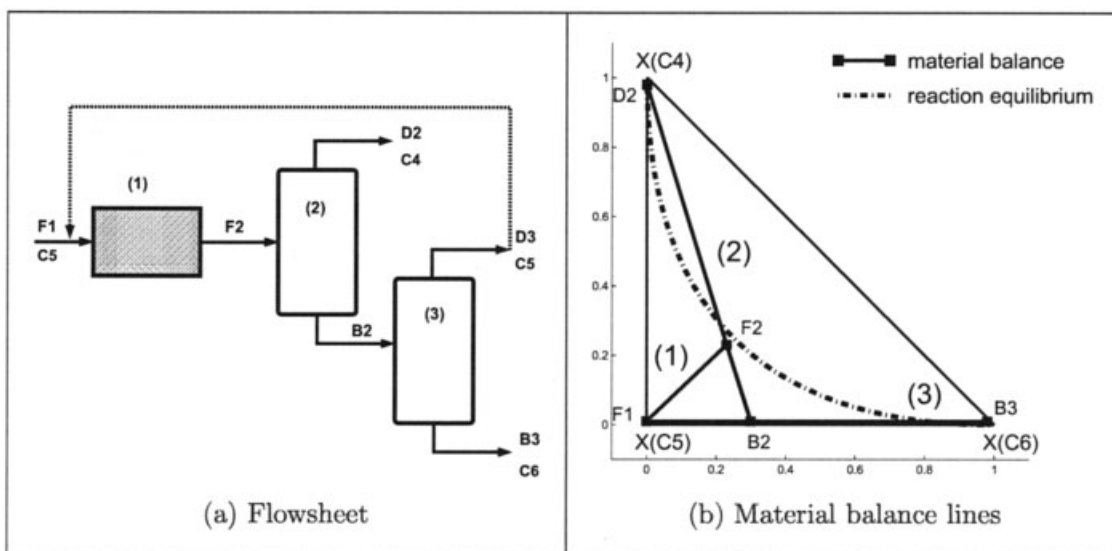 (1)
F1
C5
F2
(2)
D2
C4
B2
(3)
D3
C5
B3
C6
(a) Flowsheet
X(C4)
material balance
reaction equilibrium
1
D2
0.8
0.6
0.4
0.2
0
(2)
F2
(1)
(3)
F1
B3
X(C5)
B2
X(C6)
0
0.2
0.4
0.6
0.8
1
(b) Material balance lines